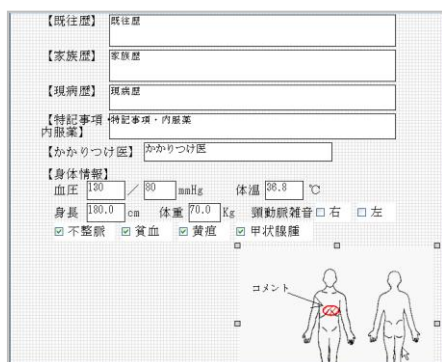 【既往歴】 既往歴
【家族歴】 家族歴
【現病歴】 現病歴
【特記事項・ 特記事項・内服薬
内服薬】
【かかりつけ医】 かかりつけ医
【身体情報】
血圧 130 / 80 mmHg 体温 36.8 ℃
身長 180.0 cm 体重 70.0 Kg 頸動脈雑音 右 左
不整脈 貧血 黄疸 甲状腺腫
コメント